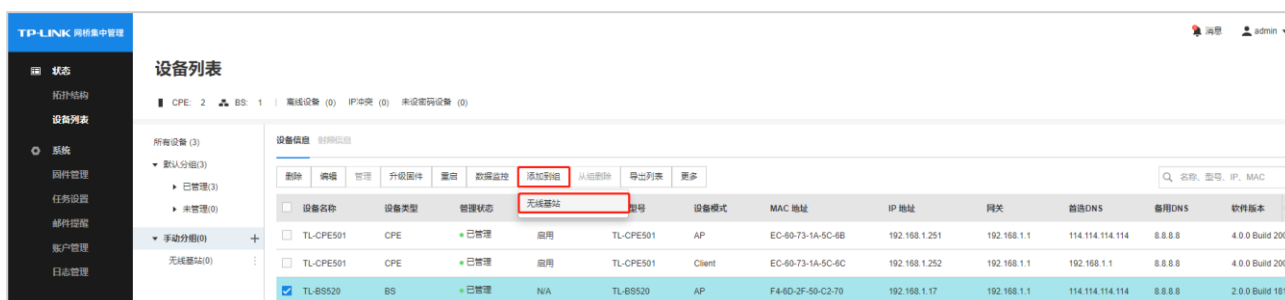 TP-LINK 网桥集中管理
消息 admin
状态
拓扑结构
设备列表
系统
固件管理
任务设置
邮件提醒
账户管理
日志管理
设备列表
CPE: 2 BS: 1 离线设备 (0) IP冲突 (0) 未设密码设备 (0)
所有设备 (3)
默认分组(3)
已管理(3)
未管理(0)
手动分组(0) +
无线基站(0)
设备信息 射频信息
删除 编辑 管理 升级固件 重启 数据监控 添加到组 从组删除 导出列表 更多
名称、型号、IP、MAC
无线基站
设备名称 设备类型 管理状态 型号 设备模式 MAC 地址 IP 地址 网关 首选DNS 备用DNS 软件版本
TL-CPE501 CPE 已管理 启用 TL-CPE501 AP EC-60-73-1A-5C-6B 192.168.1.251 192.168.1.1 114.114.114.114 8.8.8.8 4.0.0 Build 200
TL-CPE501 CPE 已管理 启用 TL-CPE501 Client EC-60-73-1A-5C-6C 192.168.1.252 192.168.1.1 192.168.1.1 8.8.8.8 4.0.0 Build 200
TL-BS520 BS 已管理 N/A TL-BS520 AP F4-6D-2F-50-C2-70 192.168.1.17 192.168.1.1 114.114.114.114 8.8.8.8 2.0.0 Build 181